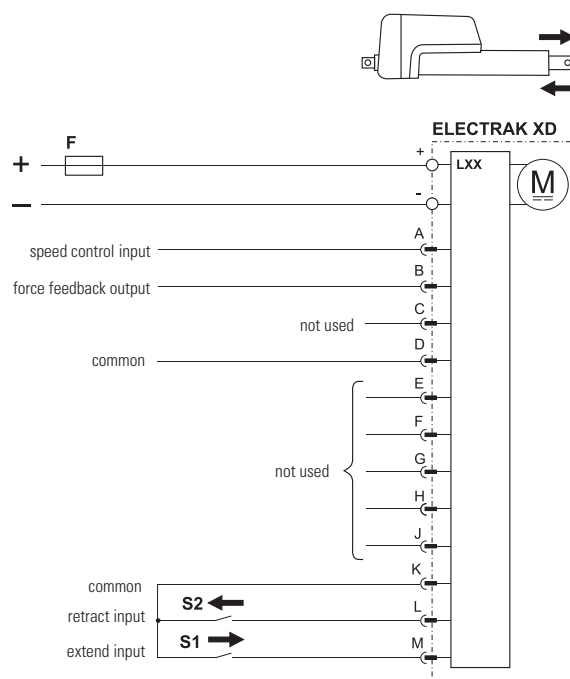 ELECTRAK XD
F
+
+
LXX
M
-
-
A
speed control input
B
force feedback output
C
not used
D
common
E
F
G
not used
H
J
K
common
S2
L
retract input
S1
M
extend input